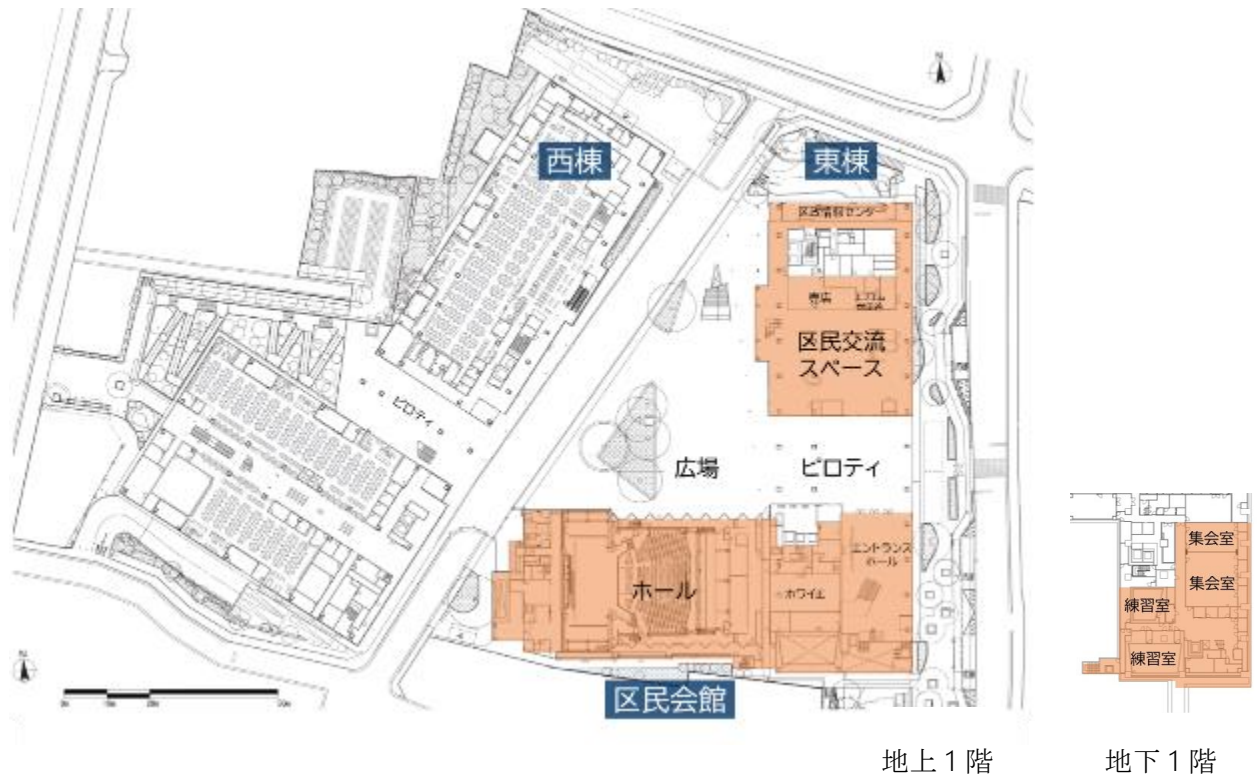 N
西棟
東棟
区政情報センター
売店
区民交流
スペース
ピロティ
広場
ピロティ
エントランス
ホール
ホール
ホワイエ
区民会館
N
集会室
集会室
練習室
練習室
地上1階
地下1階